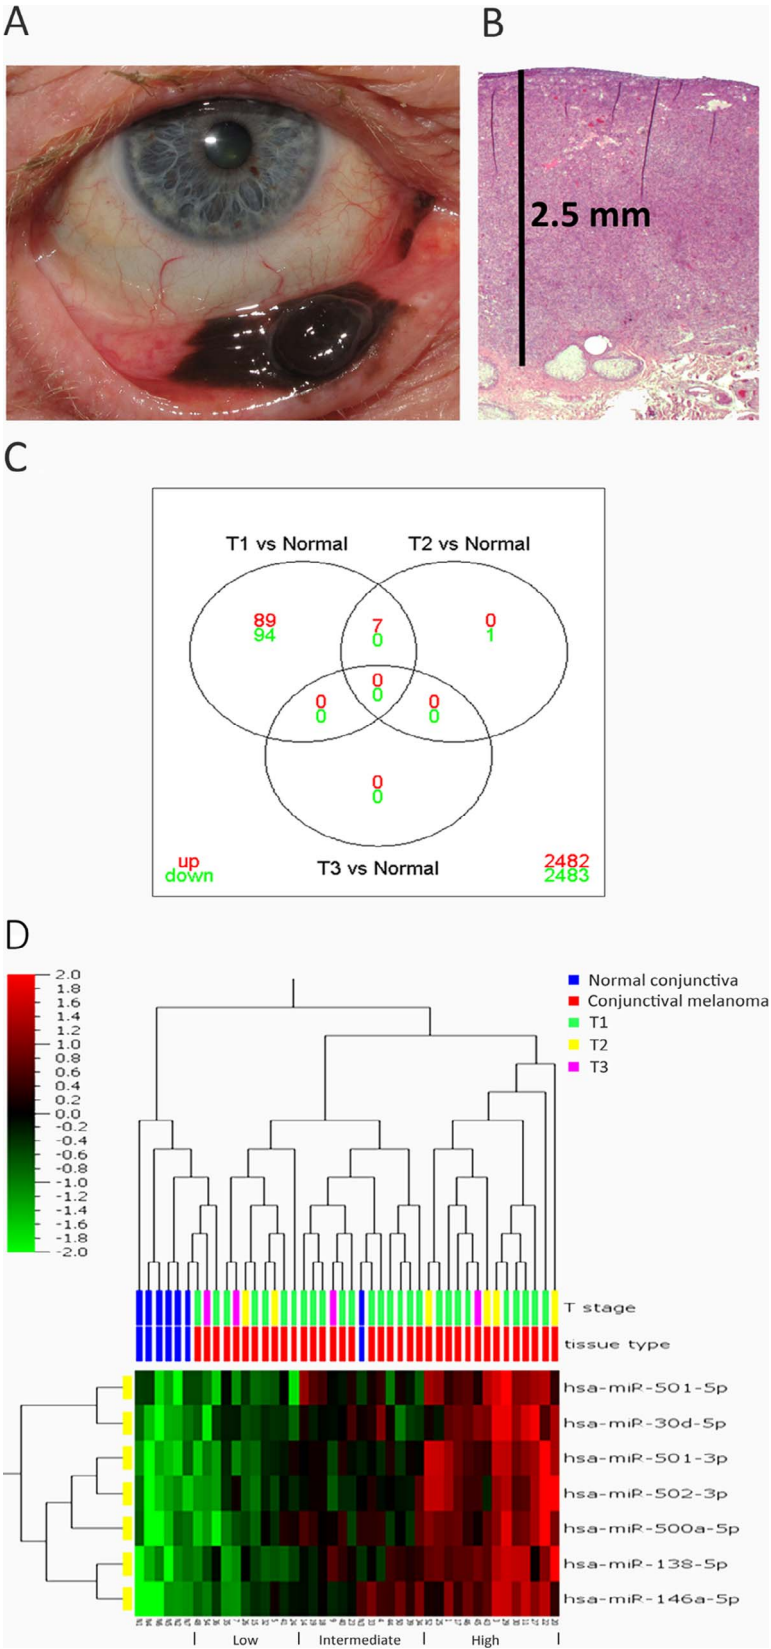 A
B
2.5 mm
C
T1 vs Normal T2 vs Normal
89 7 0
94 0 1
0
0
0 0
0 0
0
0
up T3 vs Normal 2482
down 2483
D
2.0
1.8
1.6
1.4
1.2
1.0
0.8
0.6
0.4
0.2
0.0
-0.2
-0.4
-0.6
-0.8
-1.0
-1.2
-1.4
-1.6
-1.8
-2.0
Normal conjunctiva
Conjunctival melanoma
T1
T2
T3
T stage
tissue type
hsa-miR-501-5p
hsa-miR-30d-5p
hsa-miR-501-3p
hsa-miR-502-3p
hsa-miR-500a-5p
hsa-miR-138-5p
hsa-miR-146a-5p
Low Intermediate High